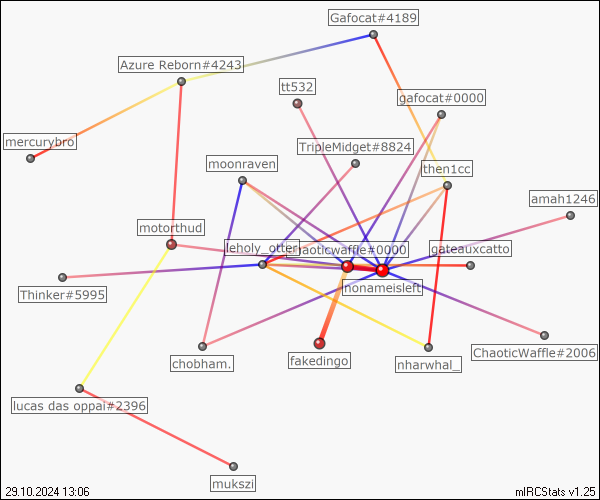 Gafocat#4189
Azure Reborn#4243
tt532
gafocat#0000
mercurybro
TripleMidget#8824
moonraven
then1cc
amah1246
motorthud
leholy_otter
aoticwaffle#0000
gateauxcatto
Thinker#5995
nonameisleft
chobham.
fakedingo
nharwhal_
ChaoticWaffle#2006
lucas das oppai#2396
mukszi
29.10.2024 13:06
mIRCStats v1.25